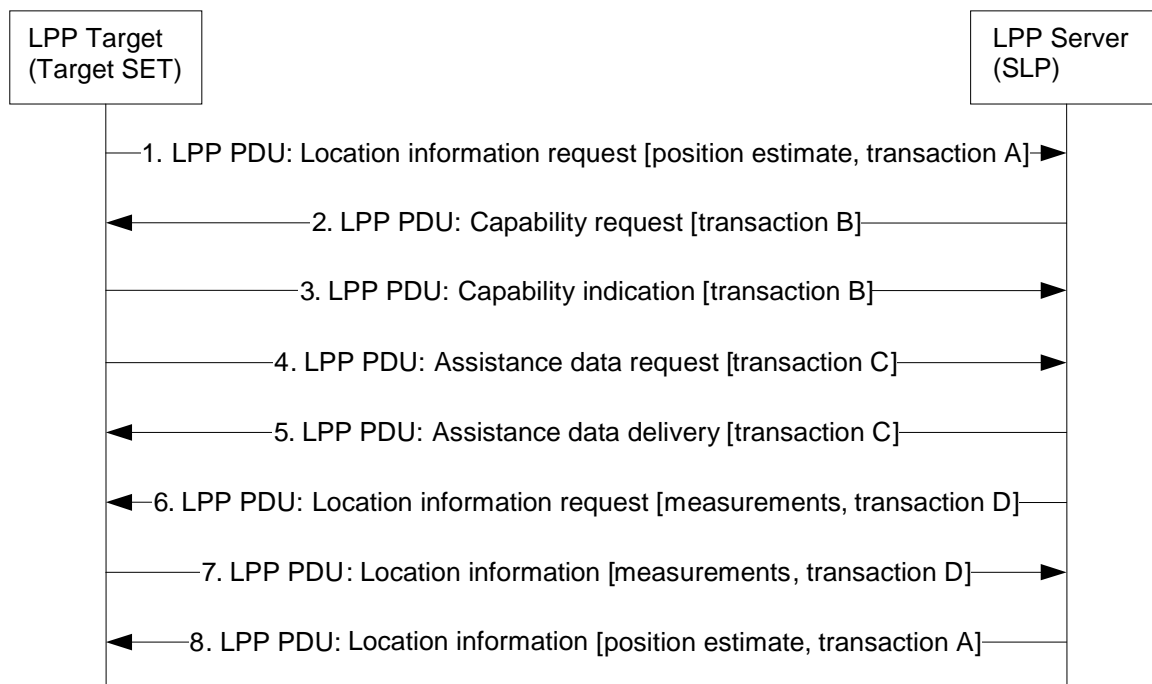 LPP Target
(Target SET)
LPP Server
(SLP)
1. LPP PDU: Location information request [position estimate, transaction A]
2. LPP PDU: Capability request [transaction B]
3. LPP PDU: Capability indication [transaction B]
4. LPP PDU: Assistance data request [transaction C]
5. LPP PDU: Assistance data delivery [transaction C]
6. LPP PDU: Location information request [measurements, transaction D]
7. LPP PDU: Location information [measurements, transaction D]
8. LPP PDU: Location information [position estimate, transaction A]